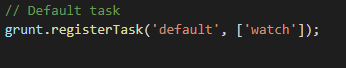 // Default task
grunt.registerTask('default', ['watch']);